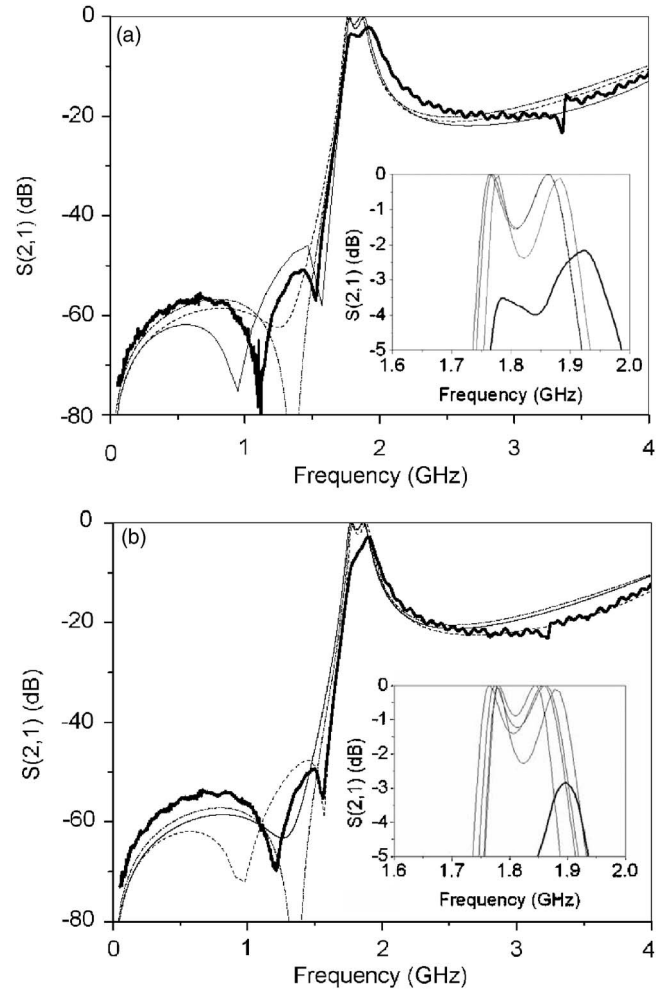 (a)
S(2,1) (dB)
0
-20
-40
-60
-80
0 1 2 3 4
Frequency (GHz)
S(2,1) (dB)
0
-1
-2
-3
-4
-5
1.6 1.7 1.8 1.9 2.0
Frequency (GHz)
(b)
S(2,1) (dB)
0
-20
-40
-60
-80
0 1 2 3 4
Frequency (GHz)
S(2,1) (dB)
0
-1
-2
-3
-4
-5
1.6 1.7 1.8 1.9 2.0
Frequency (GHz)